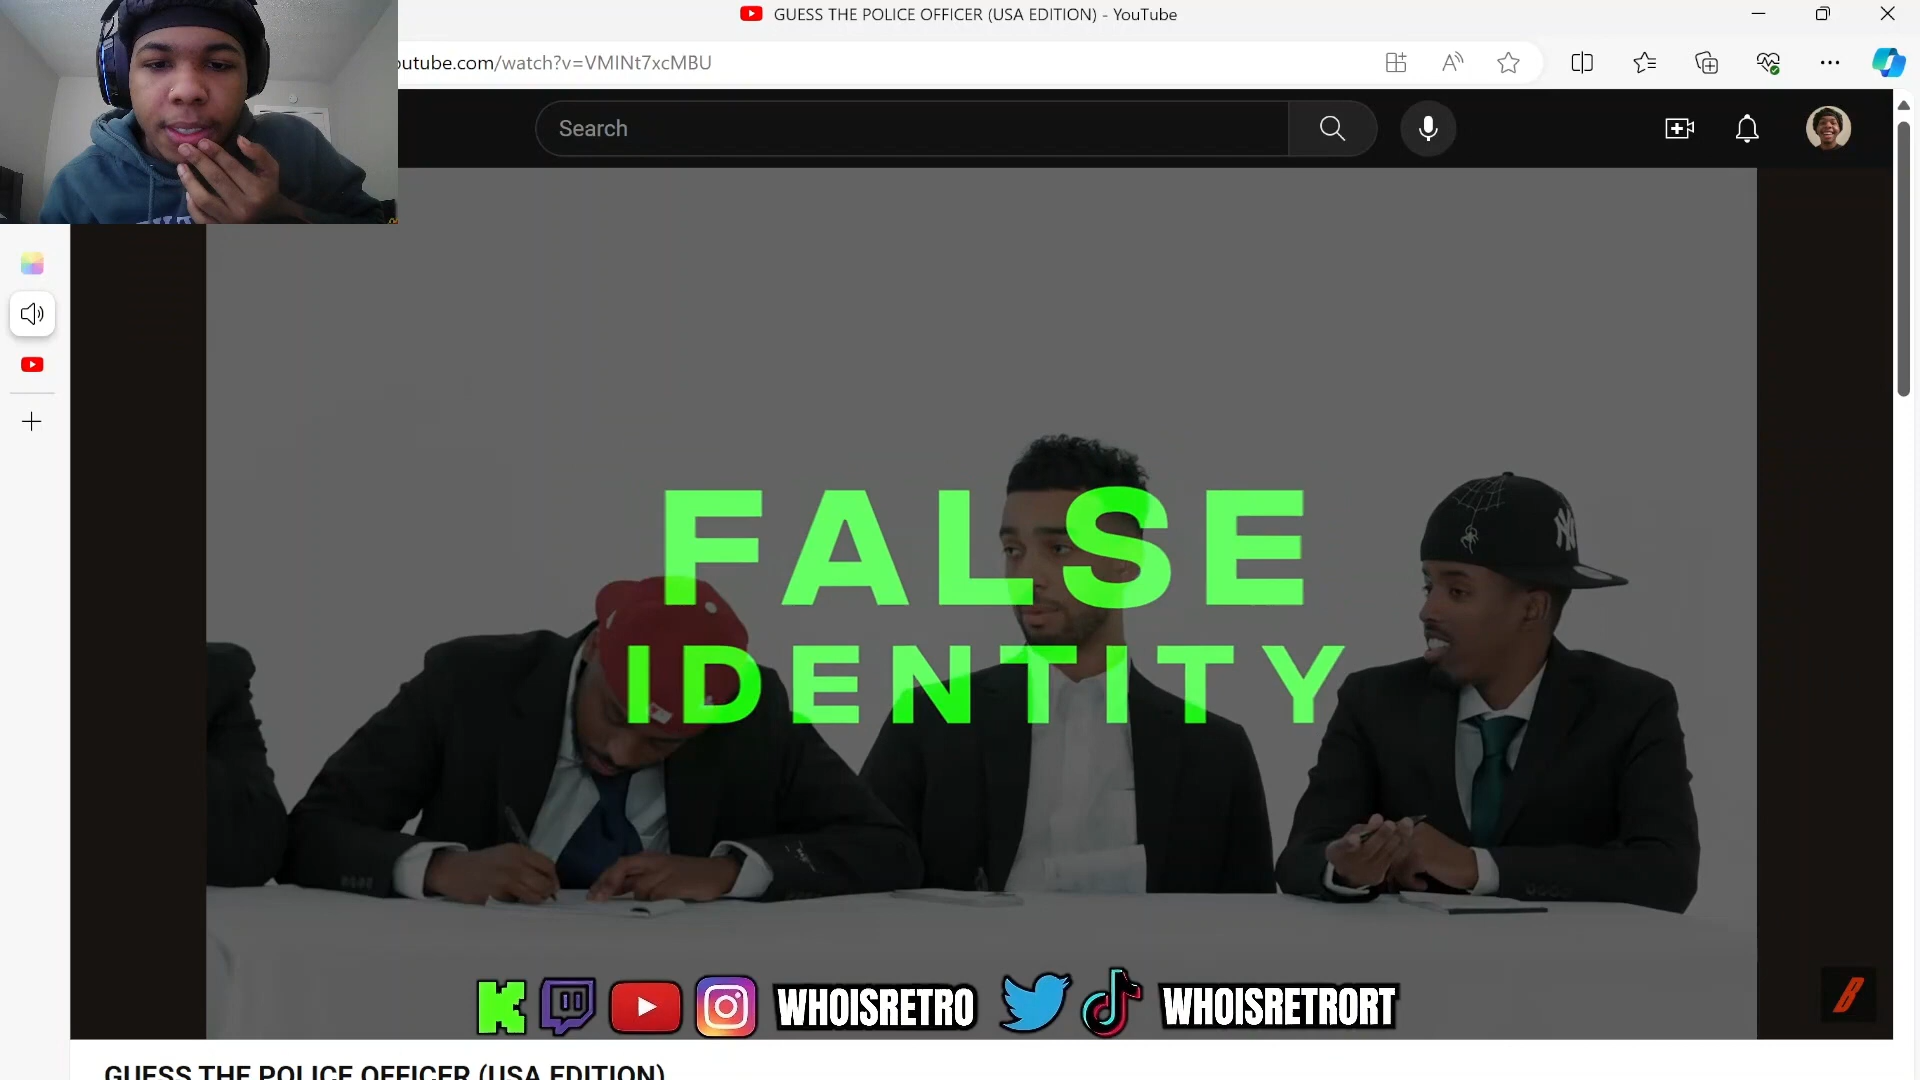 GUESS THE POLICE OFFICER (USA EDITION) - YouTube
outube.com/watch?v=VMINt7xcMBU
Search
FALSE
IDENTITY
WHOISRETRO WHOISRETRORT
GUESS THE POLICE OFFICER (USA EDITION)